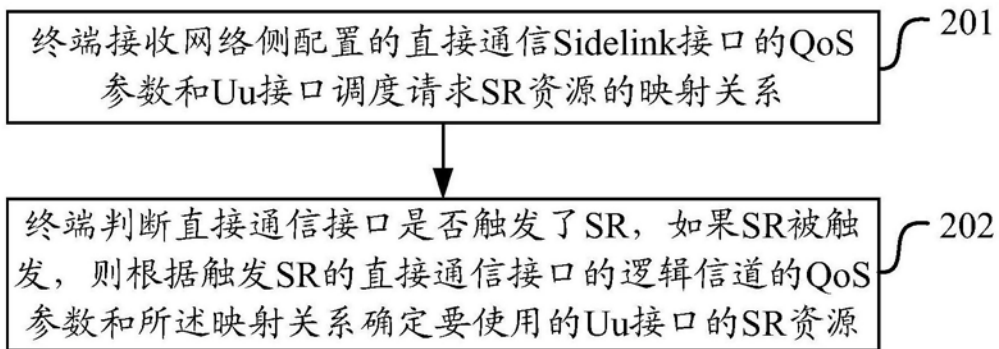 终端接收网络侧配置的直接通信Sidelink接口的QoS
参数和Uu接口调度请求SR资源的映射关系
201
终端判断直接通信接口是否触发了SR，如果SR被触
发，则根据触发SR的直接通信接口的逻辑信道的QoS
参数和所述映射关系确定要使用的Uu接口的SR资源
202